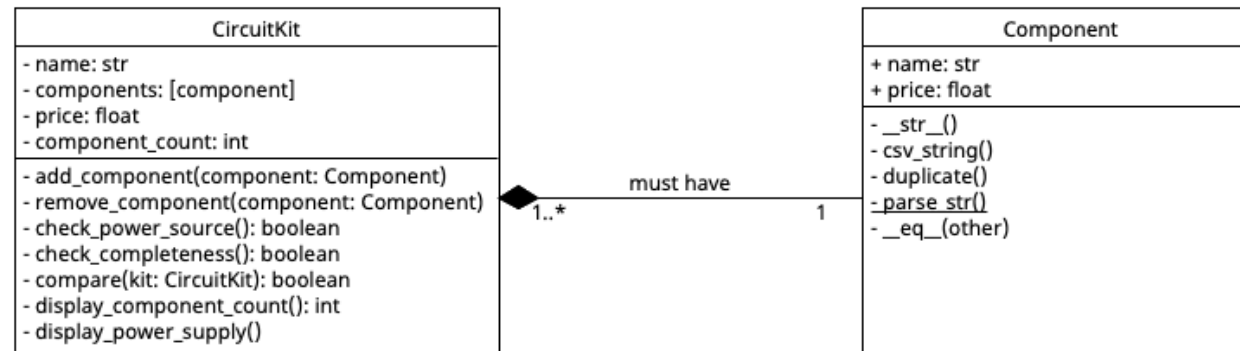 CircuitKit
- name: str
- components: [component]
- price: float
- component_count: int
- add_component(component: Component)
- remove_component(component: Component)
- check_power_source(): boolean
- check_completeness(): boolean
- compare(kit: CircuitKit): boolean
- display_component_count(): int
- display_power_supply()
must have
1..*
1
Component
+ name: str
+ price: float
- __str__()
- csv_string()
- duplicate()
- parse_str()
- __eq__(other)